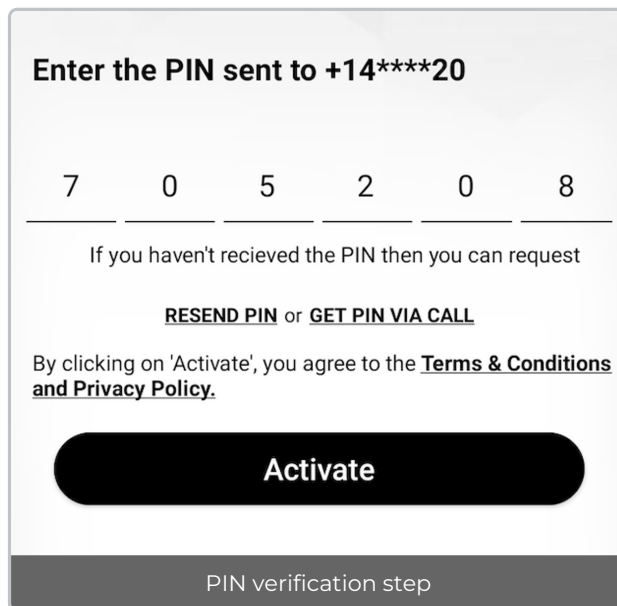 Enter the PIN sent to +14****20
7 0 5 2 0 8
If you haven't recieved the PIN then you can request
RESEND PIN or GET PIN VIA CALL
By clicking on 'Activate', you agree to the Terms & Conditions
and Privacy Policy.
Activate
PIN verification step